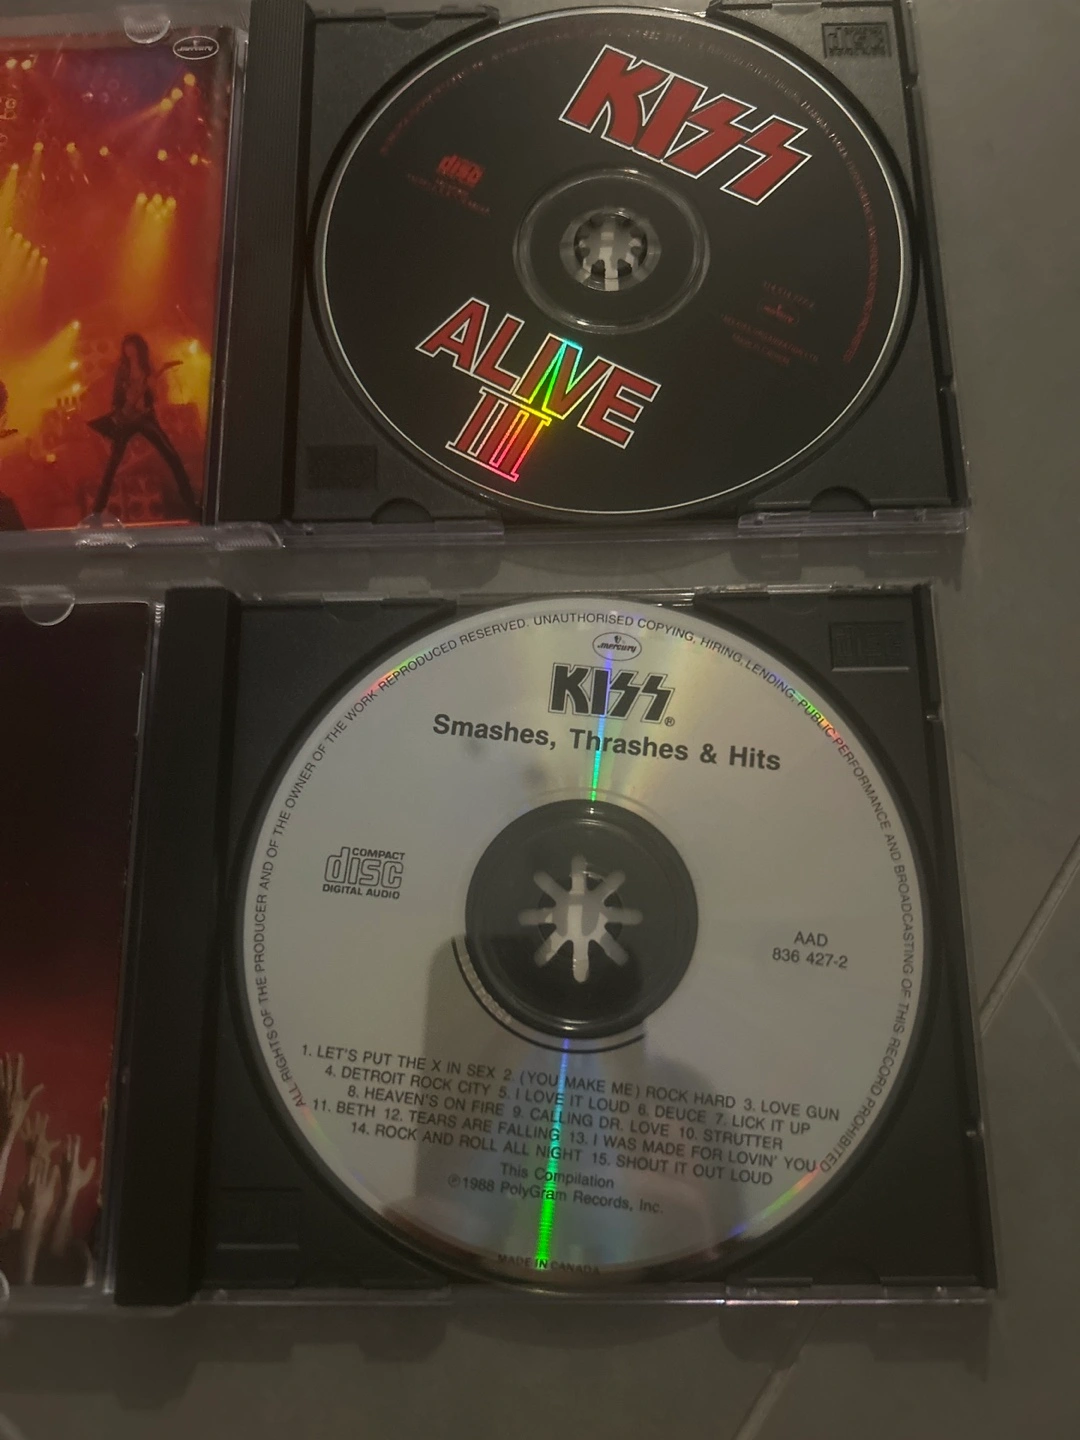 mercury
KISS
disc
ALIVE
III
ALL RIGHTS OF THE PRODUCER AND OF THE OWNER OF THE WORK REPRODUCED RESERVED. UNAUTHORISED COPYING, HIRING, LENDING, PUBLIC PERFORMANCE AND BROADCASTING OF THIS RECORD PROHIBITED
mercury
KISS®
Smashes, Thrashes & Hits
COMPACT
disc
DIGITAL AUDIO
AAD
836 427-2
1. LET'S PUT THE X IN SEX 2. (YOU MAKE ME) ROCK HARD 3. LOVE GUN
4. DETROIT ROCK CITY 5. I LOVE IT LOUD 6. DEUCE 7. LICK IT UP
8. HEAVEN'S ON FIRE 9. CALLING DR. LOVE 10. STRUTTER
11. BETH 12. TEARS ARE FALLING 13. I WAS MADE FOR LOVIN' YOU
14. ROCK AND ROLL ALL NIGHT 15. SHOUT IT OUT LOUD
This Compilation
℗1988 PolyGram Records, Inc.
MADE IN CANADA